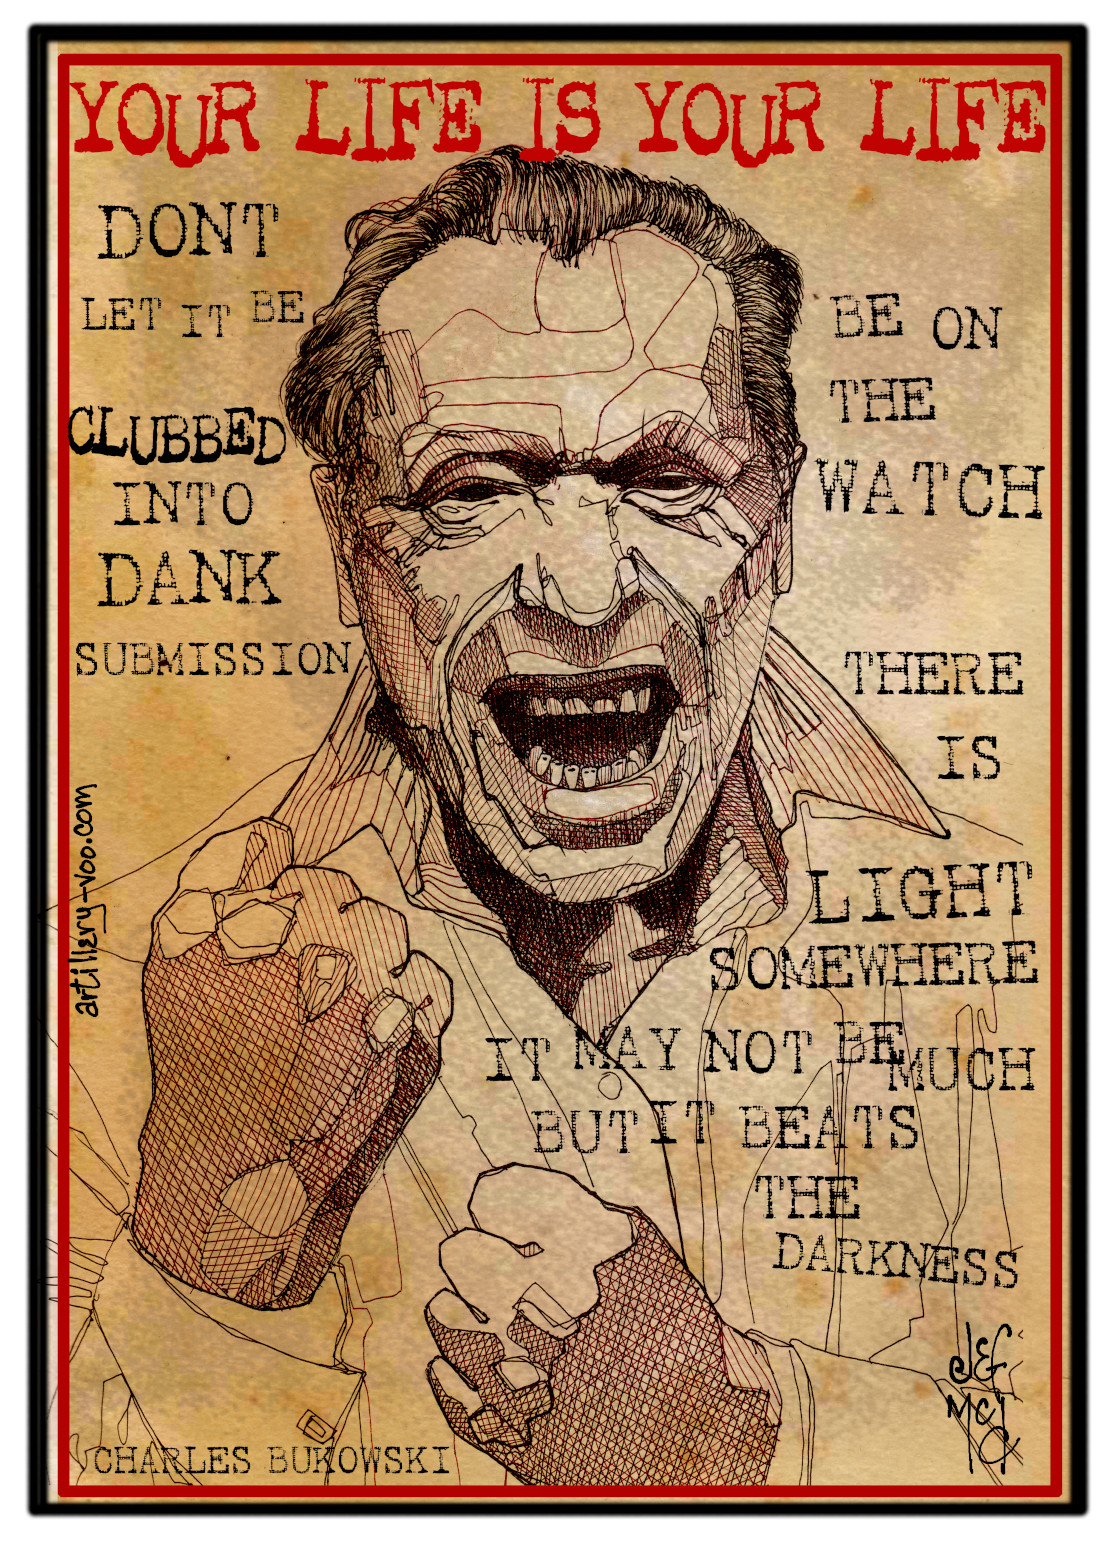 YOUR LIFE IS YOUR LIFE
DONT
LET IT BE
CLUBBED
INTO
DANK
SUBMISSION
BE ON
THE
WATCH
THERE
IS
LIGHT
SOMEWHERE
IT MAY NOT BE MUCH
BUT IT BEATS
THE
DARKNESS
artillery-voo.com
CHARLES BUKOWSKI